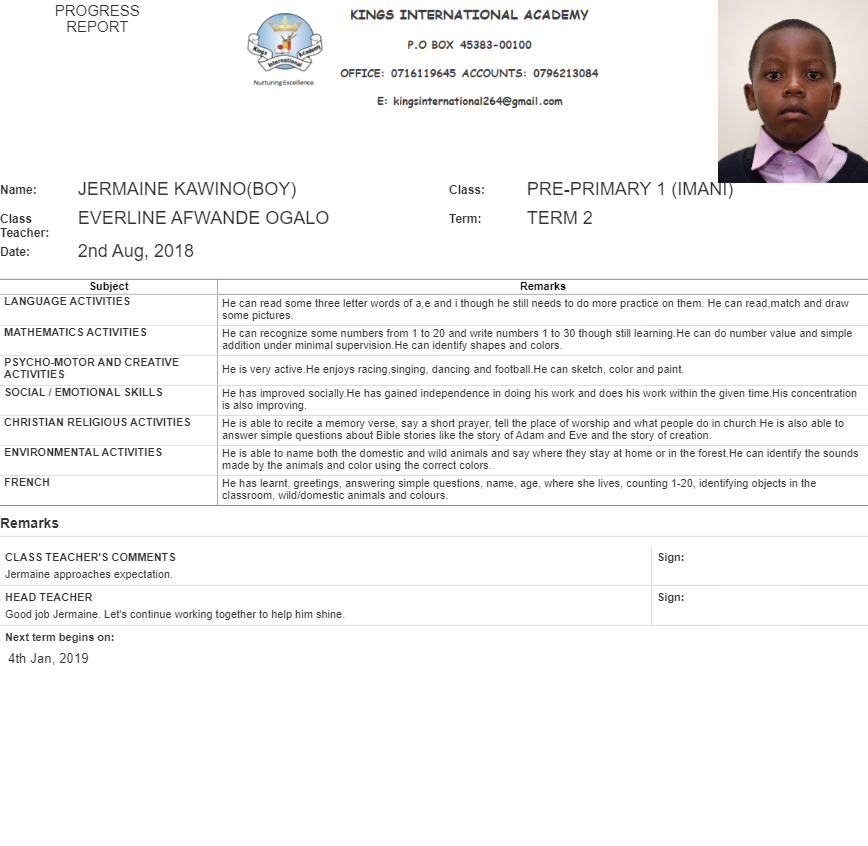 PROGRESS
REPORT
KINGS INTERNATIONAL ACADEMY
P.O BOX 45383-00100
OFFICE: 0716119645 ACCOUNTS: 0796213084
E: kingsinternational264@gmail.com
Kings Academy
International
Nurturing Excellence
Name: JERMAINE KAWINO(BOY) Class: PRE-PRIMARY 1 (IMANI)
Class Teacher: EVERLINE AFWANDE OGALO Term: TERM 2
Date: 2nd Aug, 2018
Subject Remarks
LANGUAGE ACTIVITIES He can read some three letter words of a,e and i though he still needs to do more practice on them. He can read,match and draw
some pictures.
MATHEMATICS ACTIVITIES He can recognize some numbers from 1 to 20 and write numbers 1 to 30 though still learning.He can do number value and simple
addition under minimal supervision.He can identify shapes and colors.
PSYCHO-MOTOR AND CREATIVE
ACTIVITIES
He is very active.He enjoys racing,singing, dancing and football.He can sketch, color and paint.
SOCIAL / EMOTIONAL SKILLS He has improved socially.He has gained independence in doing his work and does his work within the given time.His concentration
is also improving.
CHRISTIAN RELIGIOUS ACTIVITIES He is able to recite a memory verse, say a short prayer, tell the place of worship and what people do in church.He is also able to
answer simple questions about Bible stories like the story of Adam and Eve and the story of creation.
ENVIRONMENTAL ACTIVITIES He is able to name both the domestic and wild animals and say where they stay at home or in the forest.He can identify the sounds
made by the animals and color using the correct colors.
FRENCH He has learnt, greetings, answering simple questions, name, age, where she lives, counting 1-20, identifying objects in the
classroom, wild/domestic animals and colours.
Remarks
CLASS TEACHER'S COMMENTS Sign:
Jermaine approaches expectation.
HEAD TEACHER Sign:
Good job Jermaine. Let's continue working together to help him shine.
Next term begins on:
4th Jan, 2019